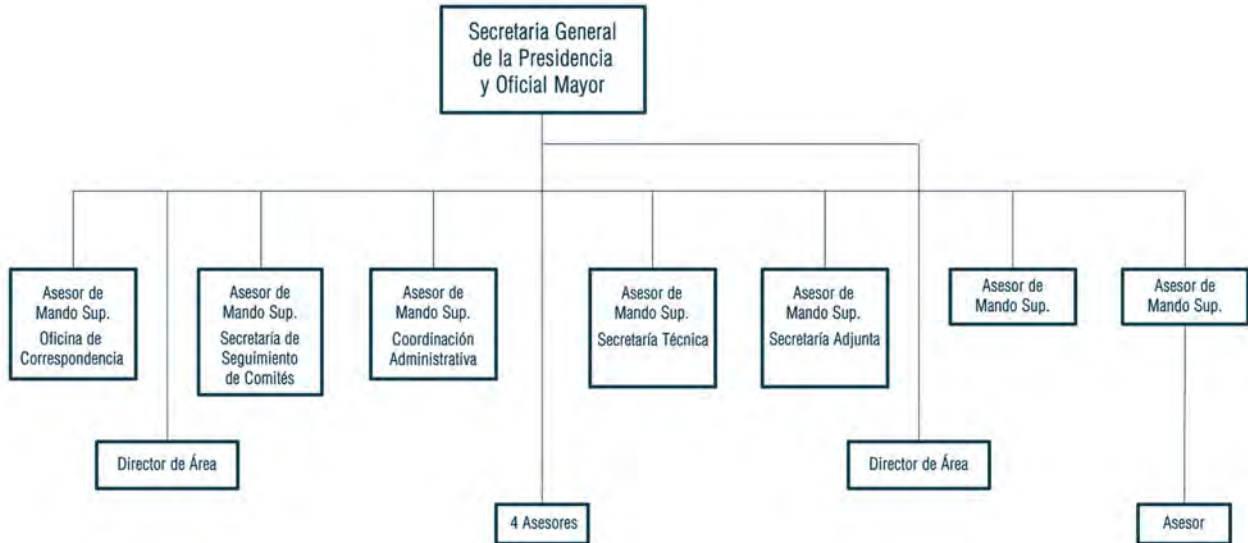 Secretaria General
de la Presidencia
y Oficial Mayor
Asesor de
Mando Sup.
Oficina de
Correspondencia
Asesor de
Mando Sup.
Secretaría de
Seguimiento
de Comités
Asesor de
Mando Sup.
Coordinación
Administrativa
Asesor de
Mando Sup.
Secretaría Técnica
Asesor de
Mando Sup.
Secretaría Adjunta
Asesor de
Mando Sup.
Asesor de
Mando Sup.
Director de Área
Director de Área
4 Asesores
Asesor